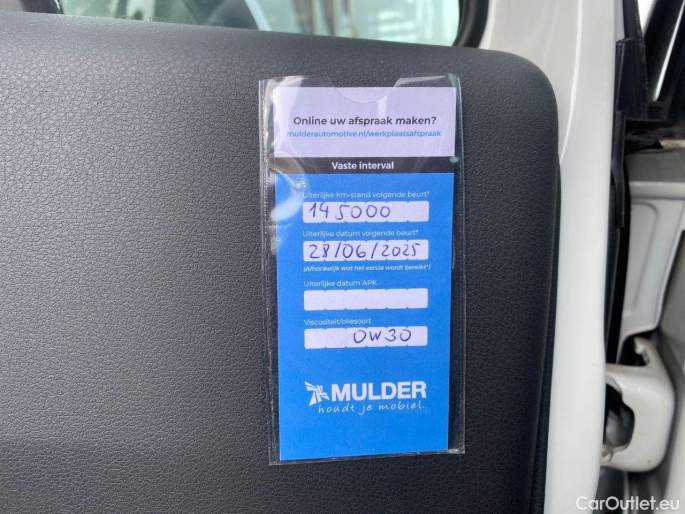 Online uw afspraak maken?
mulderautomotive.nl/werkplaatsafspraak
Vaste interval
Uiterlijke km-stand volgende beurt*
145000
Uiterlijke datum volgende beurt*
28/06/2025
(Afhankelijk wat het eerste wordt bereikt*)
Uiterlijke datum APK
Viscositeit/oliesoort
0W30
MULDER
houdt je mobiel.
CarOutlet.eu